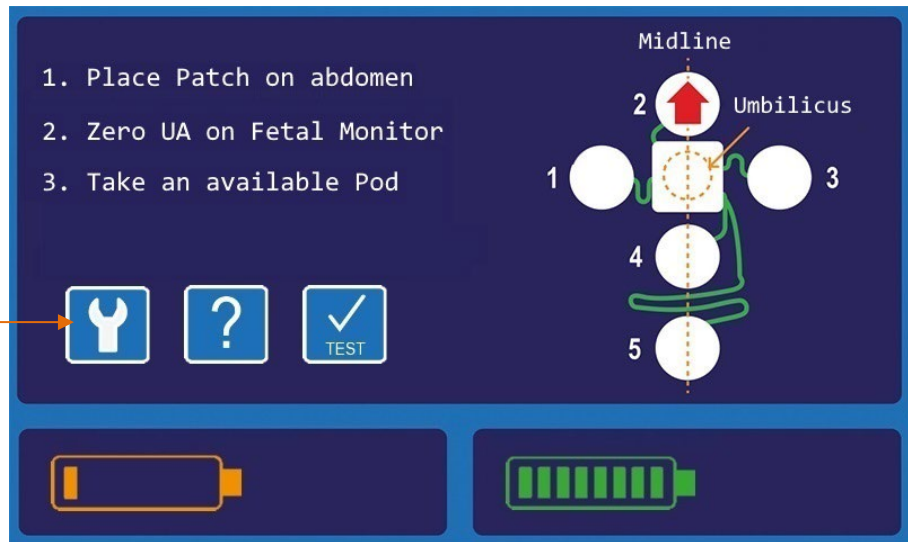 1. Place Patch on abdomen
2. Zero UA on Fetal Monitor
3. Take an available Pod
?
TEST
Midline
2
Umbilicus
1
3
4
5